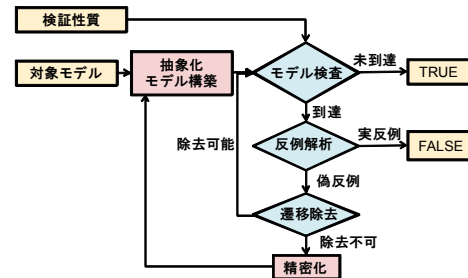 検証性質
対象モデル
抽象化
モデル構築
モデル検査
未到達
TRUE
到達
除去可能
反例解析
実反例
FALSE
偽反例
遷移除去
除去不可
精密化